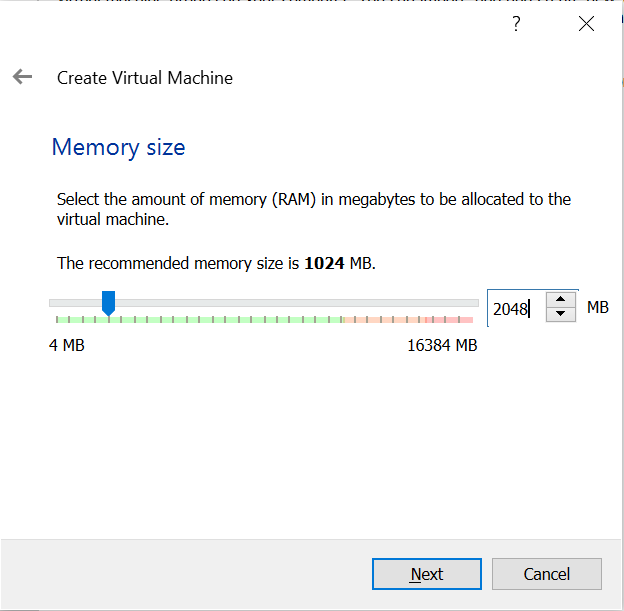 ?
Create Virtual Machine
Memory size
Select the amount of memory (RAM) in megabytes to be allocated to the
virtual machine.
The recommended memory size is 1024 MB.
2048 MB
4 MB 16384 MB
Next Cancel